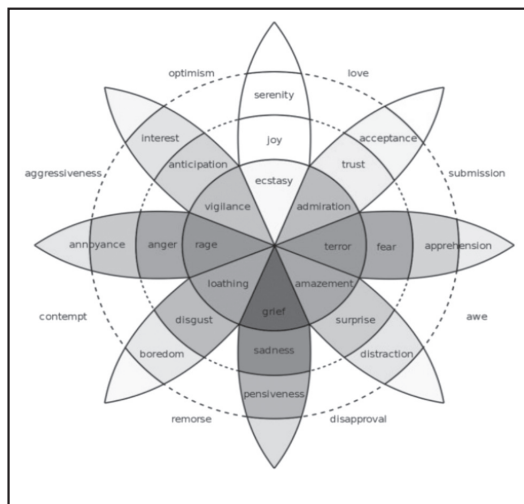 optimism love
serenity
interest joy acceptance
anticipation trust
aggressiveness ecstasy submission
vigilance admiration
annoyance anger rage terror fear apprehension
loathing amazement
contempt grief awe
disgust surprise
boredom sadness distraction
pensiveness
remorse disapproval